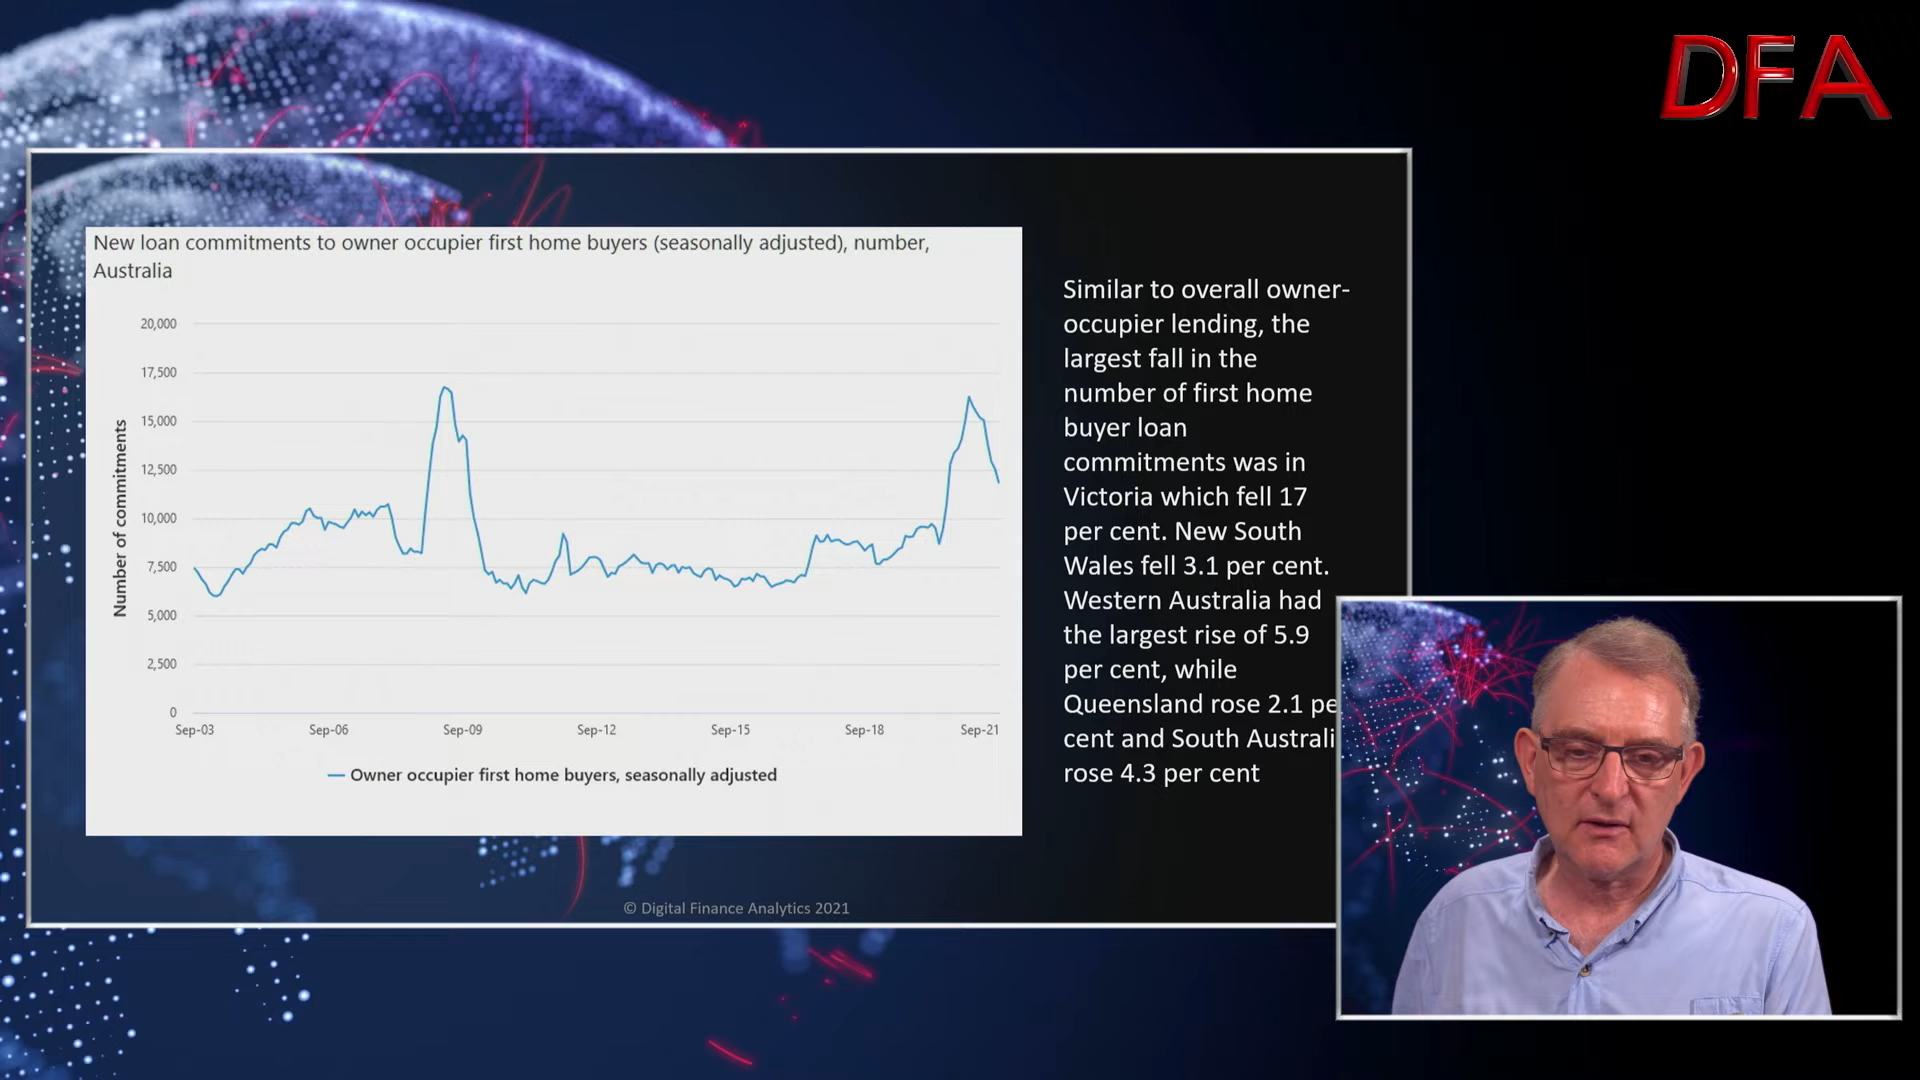 DFA
New loan commitments to owner occupier first home buyers (seasonally adjusted), number,
Australia
Number of commitments
20,000
17,500
15,000
12,500
10,000
7,500
5,000
2,500
0
Sep-03 Sep-06 Sep-09 Sep-12 Sep-15 Sep-18 Sep-21
Owner occupier first home buyers, seasonally adjusted
Similar to overall owner-
occupier lending, the
largest fall in the
number of first home
buyer loan
commitments was in
Victoria which fell 17
per cent. New South
Wales fell 3.1 per cent.
Western Australia had
the largest rise of 5.9
per cent, while
Queensland rose 2.1 pe
cent and South Australi
rose 4.3 per cent
© Digital Finance Analytics 2021